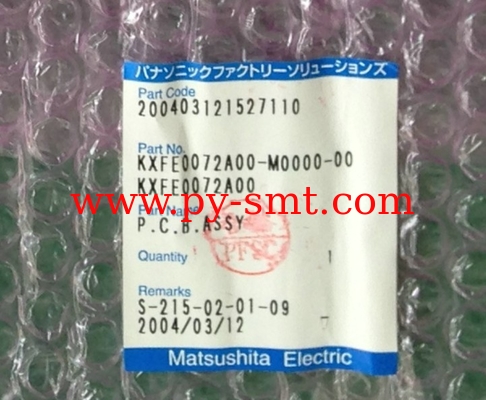 パナソニックファクトリーソリューションズ
Part Code
200403121527110
Part No.
KXFE0072A00-M0000-00
KXFE0072A00
www.py-smt.com
Part Name
P.C.B.ASSY
PFSC
Quantity 1
Remarks
S-215-02-01-09
2004/03/12
Matsushita Electric